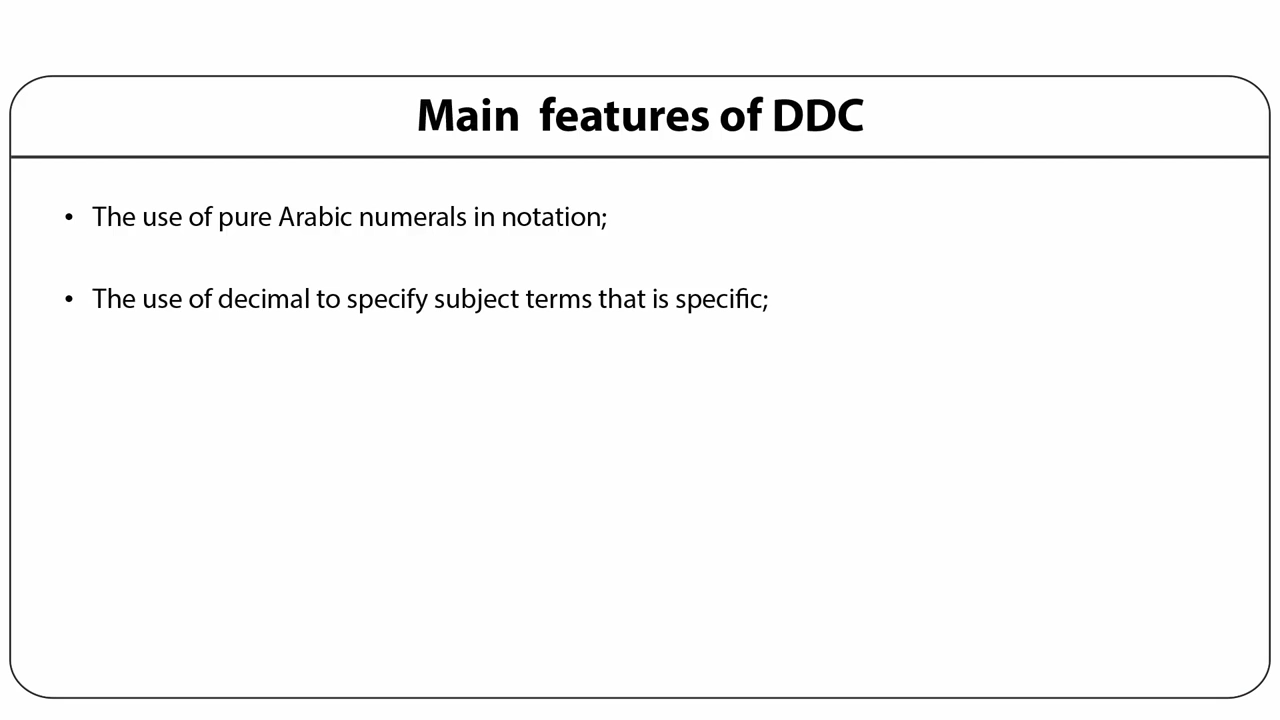 Main features of DDC
• The use of pure Arabic numerals in notation;
• The use of decimal to specify subject terms that is specific;